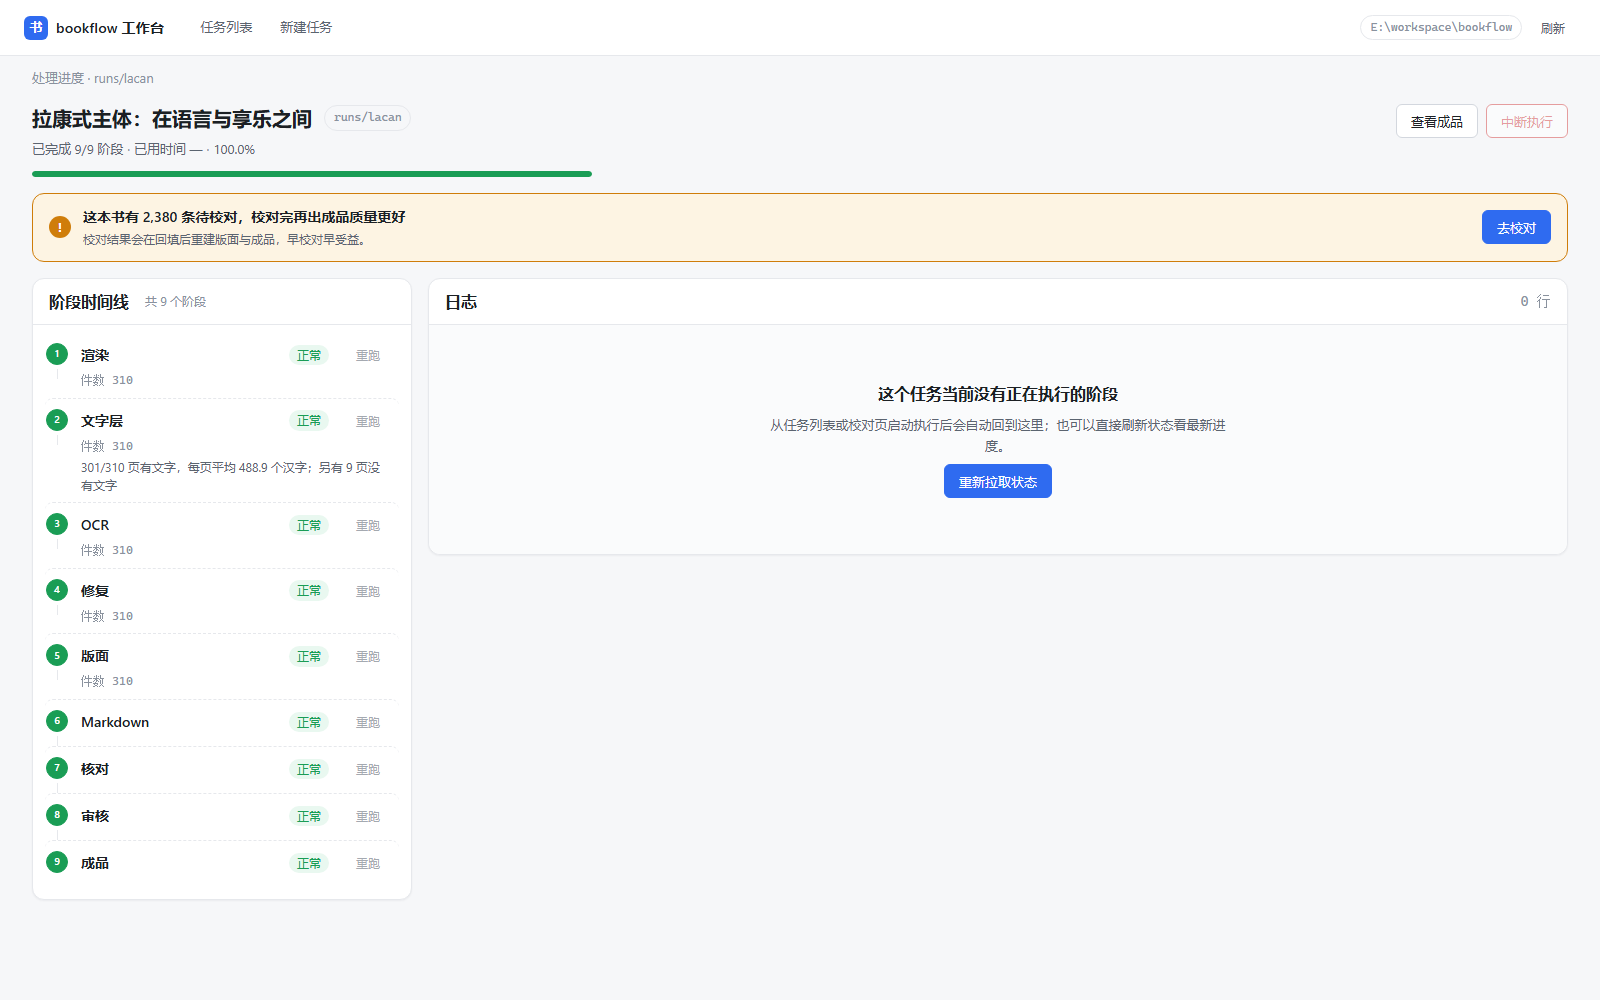 书 bookflow 工作台 任务列表 新建任务 E:\workspace\bookflow 刷新
处理进度 · runs/lacan
拉康式主体：在语言与享乐之间 runs/lacan 查看成品 中断执行
已完成 9/9 阶段 · 已用时间 — · 100.0%
! 这本书有 2,380 条待校对，校对完再出成品质量更好
校对结果会在回填后重建版面与成品，早校对早受益。
去校对
阶段时间线 共 9 个阶段
1 渲染 正常 重跑
件数 310
2 文字层 正常 重跑
件数 310
301/310 页有文字，每页平均 488.9 个汉字；另有 9 页没
有文字
3 OCR 正常 重跑
件数 310
4 修复 正常 重跑
件数 310
5 版面 正常 重跑
件数 310
6 Markdown 正常 重跑
7 核对 正常 重跑
8 审核 正常 重跑
9 成品 正常 重跑
日志 0 行
这个任务当前没有正在执行的阶段
从任务列表或校对页启动执行后会自动回到这里；也可以直接刷新状态看最新进
度。
重新拉取状态